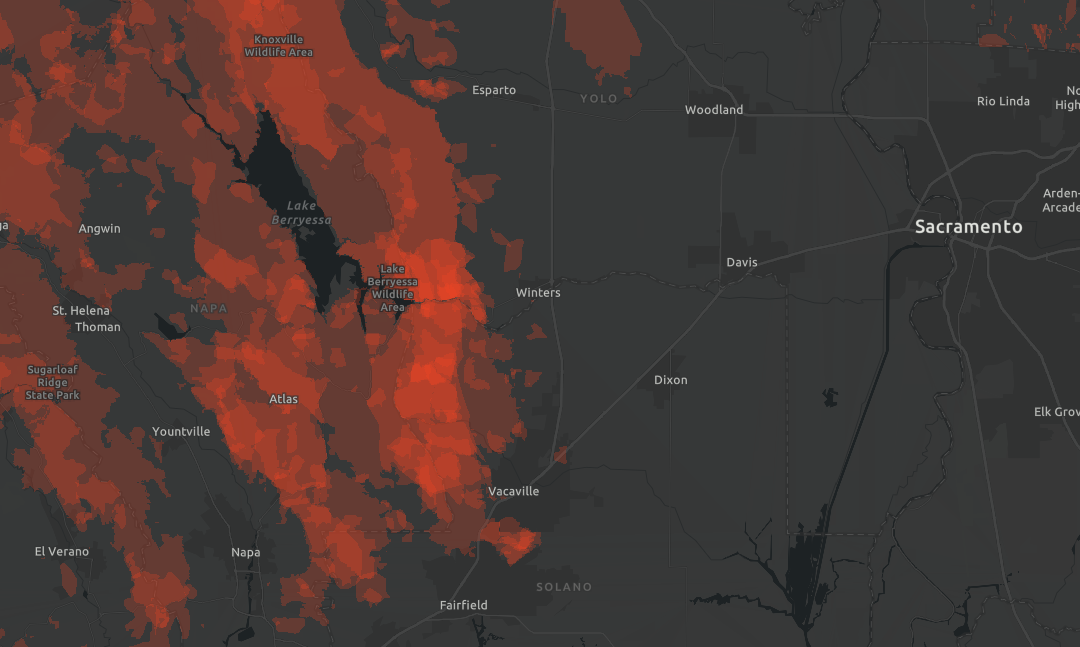 Knoxville
Wildlife Area
Esparto
YOLO
Woodland
Rio Linda
Lake
Berryessa
Angwin
Arden-
Arcade
Sacramento
Davis
Lake
Berryessa
Wildlife
Area
Winters
NAPA
St. Helena
Thoman
Sugarloaf
Ridge
State Park
Atlas
Dixon
Elk Grov
Yountville
Vacaville
El Verano
Napa
SOLANO
Fairfield